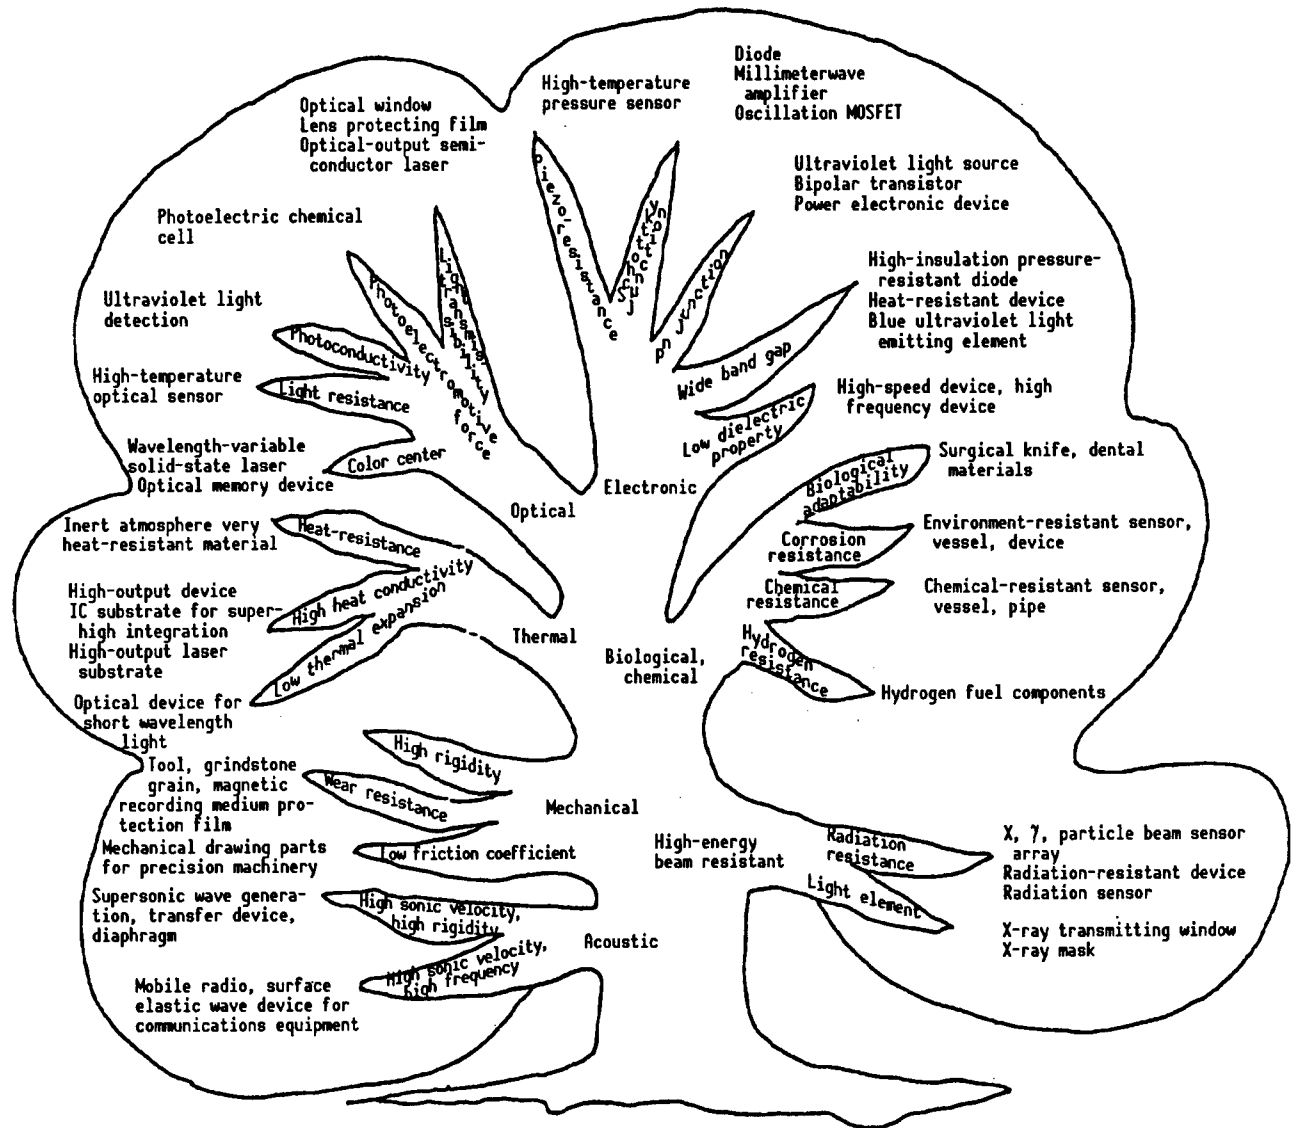 Diode
Millimeterwave
amplifier
Oscillation MOSFET
High-temperature
pressure sensor
Optical window
Lens protecting film
Optical-output semi-
conductor laser
Ultraviolet light source
Bipolar transistor
Power electronic device
Photoelectric chemical
cell
High-insulation pressure-
resistant diode
Heat-resistant device
Blue ultraviolet light
emitting element
Ultraviolet light
detection
High-temperature
optical sensor
High-speed device, high
frequency device
Wavelength-variable
solid-state laser
Optical memory device
Surgical knife, dental
materials
Inert atmosphere very
heat-resistant material
Environment-resistant sensor,
vessel, device
High-output device
IC substrate for super-
high integration
High-output laser
substrate
Chemical-resistant sensor,
vessel, pipe
Optical device for
short wavelength
light
Hydrogen fuel components
Tool, grindstone
grain, magnetic
recording medium pro-
tection film
Mechanical drawing parts
for precision machinery
Supersonic wave genera-
tion, transfer device,
diaphragm
Mobile radio, surface
elastic wave device for
communications equipment
X, γ, particle beam sensor
array
Radiation-resistant device
Radiation sensor
X-ray transmitting window
X-ray mask
Piezo-resistance
Schottky
junction
pn junction
Wide band gap
Low dielectric
property
Electronic
Light
transmissibility
Photoelectromotive
force
Photoconductivity
Light resistance
Color center
Optical
Heat-resistance
High heat conductivity
Low thermal expansion
Thermal
Biological
adaptability
Corrosion
resistance
Chemical
resistance
Hydrogen
resistance
Biological,
chemical
High rigidity
Wear resistance
Low friction coefficient
Mechanical
High sonic velocity,
high rigidity
High sonic velocity,
high frequency
Acoustic
High-energy
beam resistant
Radiation
resistance
Light element